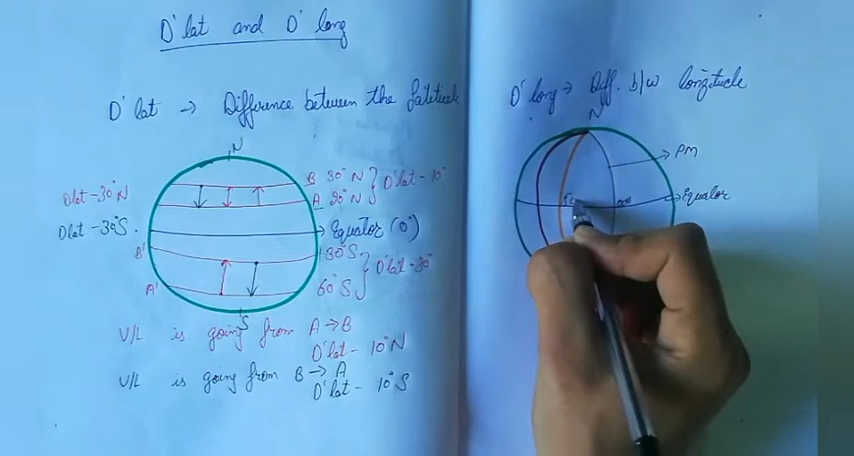 D'lat and D'long
D'lat → Difference between the latitude
N
B 30°N } D'lat - 10°
Dlat - 30°N
A 20°N
Dlat - 30°S.
Equator (0°)
B'
30°S } D'lat - 30°
A'
60°S
S
V/L is going from A → B
D'lat - 10°N
V/L is going from B → A
D'lat - 10°S
D'long → Diff. b/w longitude
N
PM
Equator